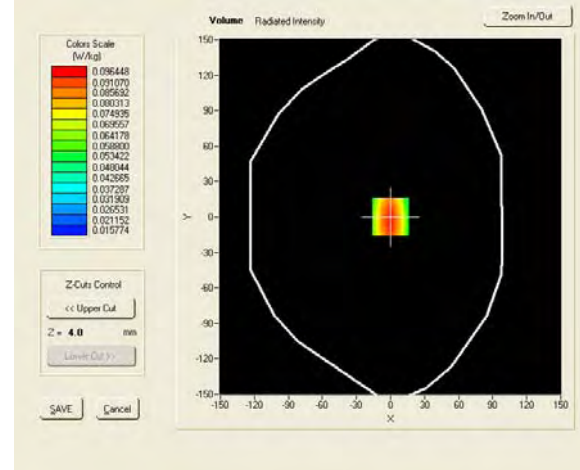 Volume Radiated Intensity
Zoom In/Out
Colors Scale
(W/kg)
0.096448
0.091070
0.085692
0.080313
0.074935
0.069557
0.064178
0.058800
0.053422
0.048044
0.042665
0.037287
0.031909
0.026531
0.021152
0.015774
Z-Cuts Control
<< Upper Cut
Z = 4.0 mm
Lower Cut >>
SAVE Cancel
150
120
90
60
30
0
-30
-60
-90
-120
-150
Y
-150 -120 -90 -60 -30 0 30 60 90 120 150
X